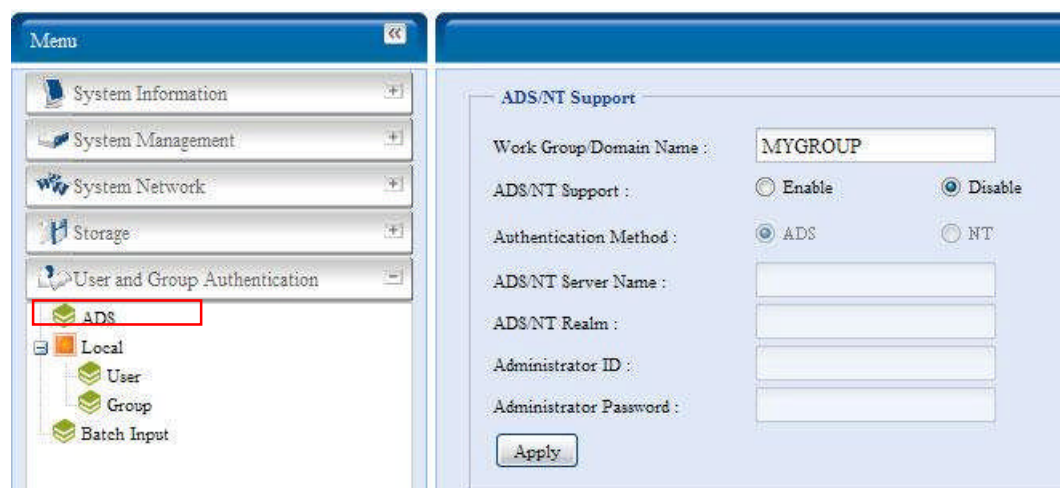 Menu
System Information
System Management
System Network
Storage
User and Group Authentication
ADS
Local
User
Group
Batch Input
ADS/NT Support
Work Group/Domain Name : MYGROUP
ADS/NT Support : Enable Disable
Authentication Method : ADS NT
ADS/NT Server Name :
ADS/NT Realm :
Administrator ID :
Administrator Password :
Apply